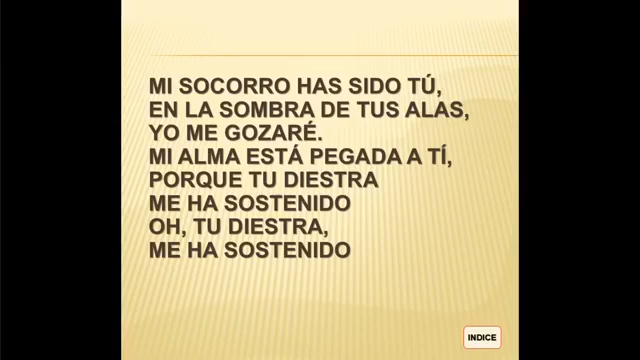 MI SOCORRO HAS SIDO TÚ,
EN LA SOMBRA DE TUS ALAS,
YO ME GOZARÉ.
MI ALMA ESTÁ PEGADA A TÍ,
PORQUE TU DIESTRA
ME HA SOSTENIDO
OH, TU DIESTRA,
ME HA SOSTENIDO
INDICE